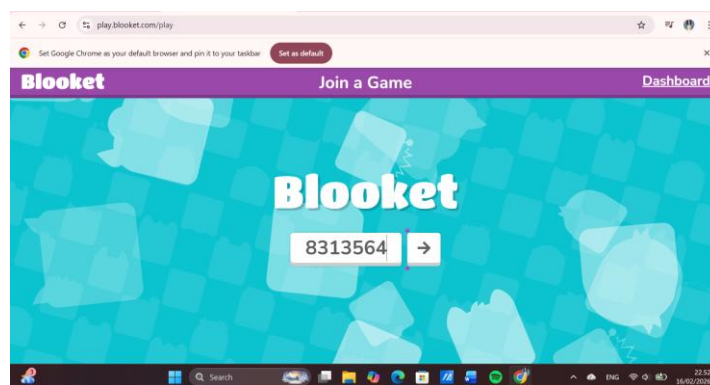 play.blooket.com/play
Set Google Chrome as your default browser and pin it to your taskbar Set as default
Blooket Join a Game Dashboard
Blooket
8313564
Search ENG 22.52
16/02/2026